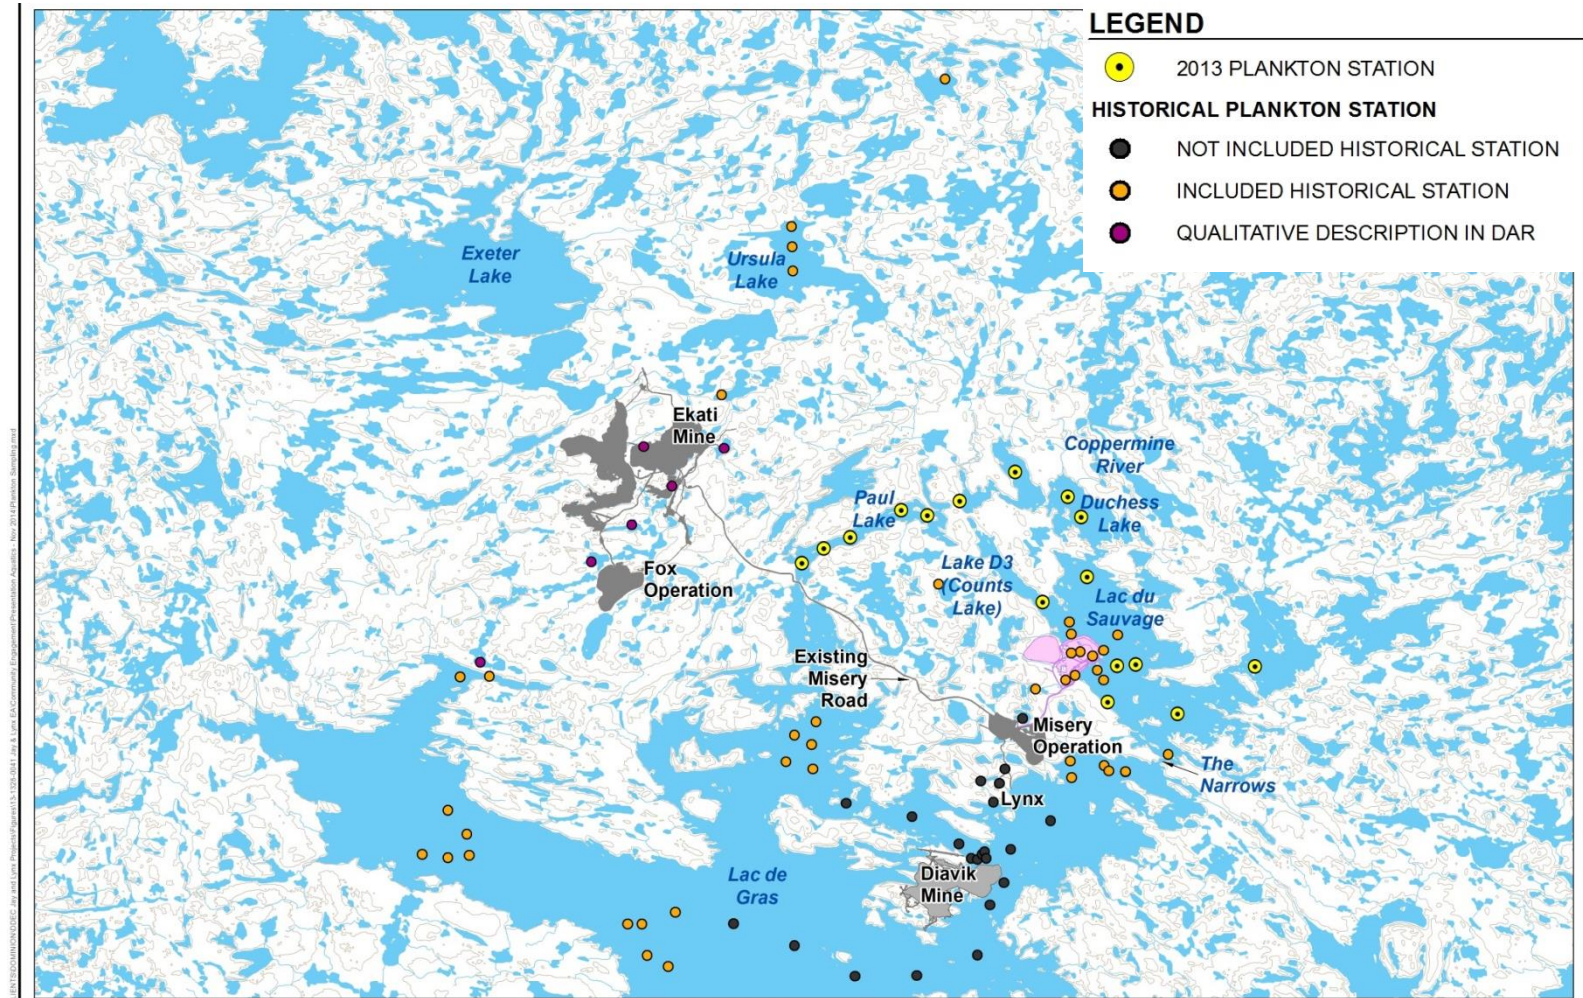 LEGEND
2013 PLANKTON STATION
HISTORICAL PLANKTON STATION
NOT INCLUDED HISTORICAL STATION
INCLUDED HISTORICAL STATION
QUALITATIVE DESCRIPTION IN DAR
Exeter
Lake
Ursula
Lake
Ekati
Mine
Coppermine
River
Paul
Lake
Duchess
Lake
Fox
Operation
Lake D3
(Counts
Lake)
Lac du
Sauvage
Existing
Misery
Road
Misery
Operation
The
Narrows
Lynx
Lac de
Gras
Diavik
Mine